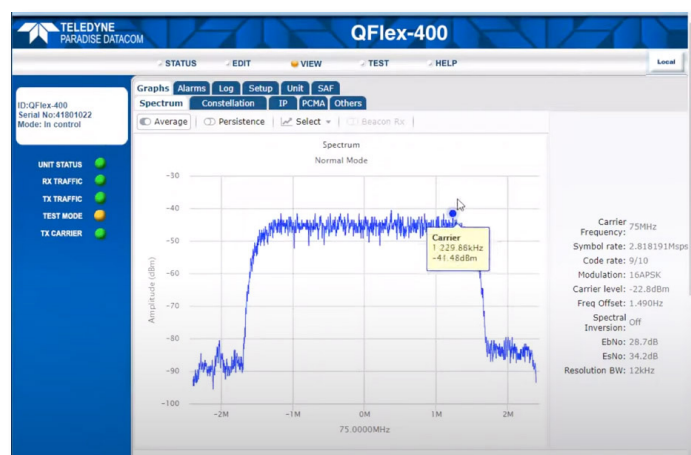 TELEDYNE
PARADISE DATACOM
QFlex-400
STATUS EDIT VIEW TEST HELP
Local
Graphs Alarms Log Setup Unit SAF
Spectrum Constellation IP PCMA Others
Average Persistence Select Beacon Rx
ID:QFlex-400
Serial No:41801022
Mode: In control
UNIT STATUS
RX TRAFFIC
TX TRAFFIC
TEST MODE
TX CARRIER
Spectrum
Normal Mode
Amplitude (dBm)
-30
-40
-50
-60
-70
-80
-90
-100
Carrier
1 229.86kHz
-41.48dBm
-2M -1M 0M 1M 2M
75.0000MHz
Carrier Frequency: 75MHz
Symbol rate: 2.818191Msps
Code rate: 9/10
Modulation: 16APSK
Carrier level: -22.8dBm
Freq Offset: 1.490Hz
Spectral Inversion: Off
EbNo: 28.7dB
EsNo: 34.2dB
Resolution BW: 12kHz